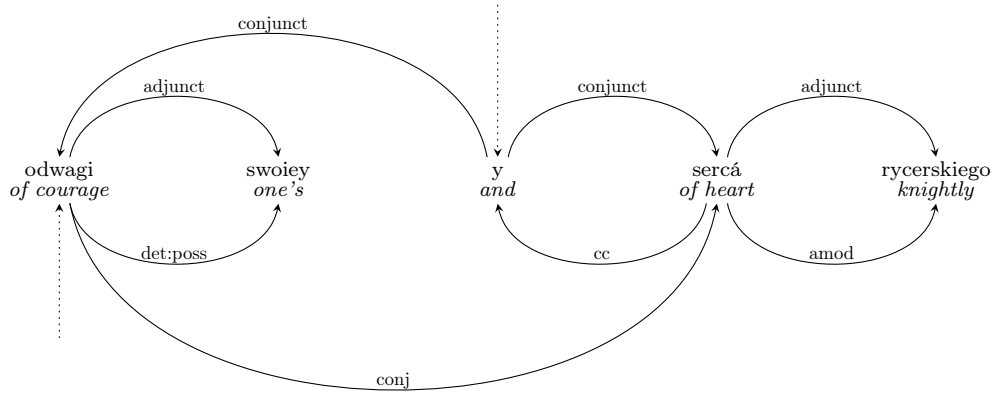 conjunct
adjunct conjunct adjunct
odwagi swoiey y sercá rycerskiego
of courage one's and of heart knightly
det:poss cc amod
conj